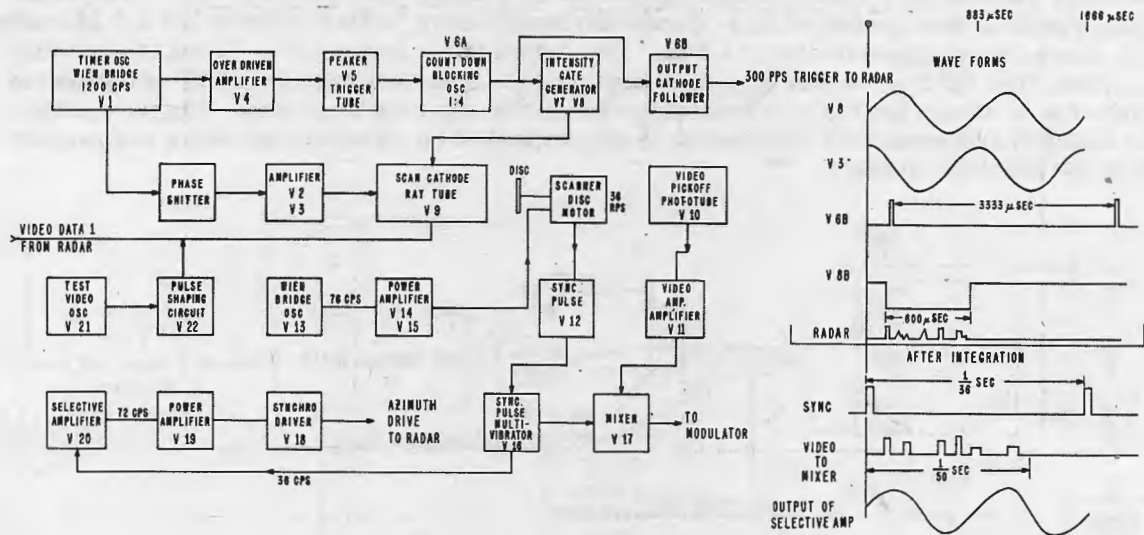 TIMER OSC
WIEN BRIDGE
1200 CPS
V 1
OVER DRIVEN
AMPLIFIER
V 4
PEAKER
V 5
TRIGGER
TUBE
V 6A
COUNT DOWN
BLOCKING
OSC
1:4
INTENSITY
GATE
GENERATOR
V7 V8
V 6B
OUTPUT
CATHODE
FOLLOWER
300 PPS TRIGGER TO RADAR
PHASE
SHIFTER
AMPLIFIER
V 2
V 3
SCAN CATHODE
RAY TUBE
V 9
DISC
SCANNER
DISC
MOTOR
36
RPS
VIDEO
PICKOFF
PHOTOTUBE
V 10
VIDEO DATA 1
FROM RADAR
TEST
VIDEO
OSC
V 21
PULSE
SHAPING
CIRCUIT
V 22
WIEN
BRIDGE
OSC
V 13
76 CPS
POWER
AMPLIFIER
V 14
V 15
SYNC.
PULSE
V 12
VIDEO
AMP.
AMPLIFIER
V 11
SELECTIVE
AMPLIFIER
V 20
72 CPS
POWER
AMPLIFIER
V 19
SYNCHRO
DRIVER
V 18
AZIMUTH
DRIVE
TO RADAR
SYNC.
PULSE
MULTI-
VIBRATOR
V 16
MIXER
V 17
TO
MODULATOR
36 CPS
883 µSEC
1666 µSEC
WAVE FORMS
V 8
V 3
V 6B
3333 µSEC
V 8B
600 µSEC
RADAR
AFTER INTEGRATION
1/36 SEC
SYNC
VIDEO
TO
MIXER
1/50 SEC
OUTPUT OF
SELECTIVE AMP